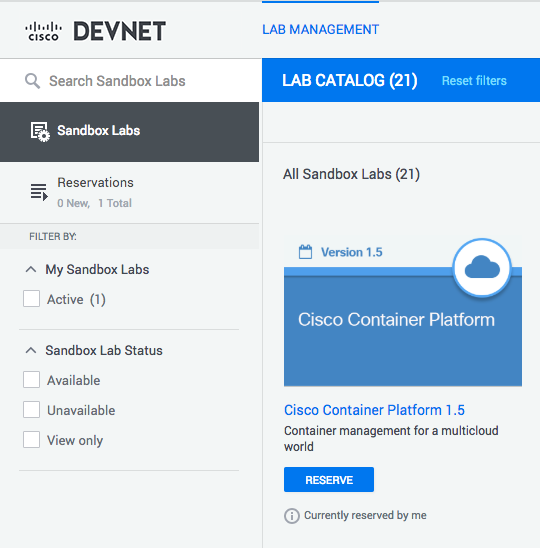 CISCO DEVNET
LAB MANAGEMENT
Search Sandbox Labs
Sandbox Labs
Reservations
0 New, 1 Total
FILTER BY:
My Sandbox Labs
Active (1)
Sandbox Lab Status
Available
Unavailable
View only
LAB CATALOG (21) Reset filters
All Sandbox Labs (21)
Version 1.5
Cisco Container Platform
Cisco Container Platform 1.5
Container management for a multicloud
world
RESERVE
Currently reserved by me